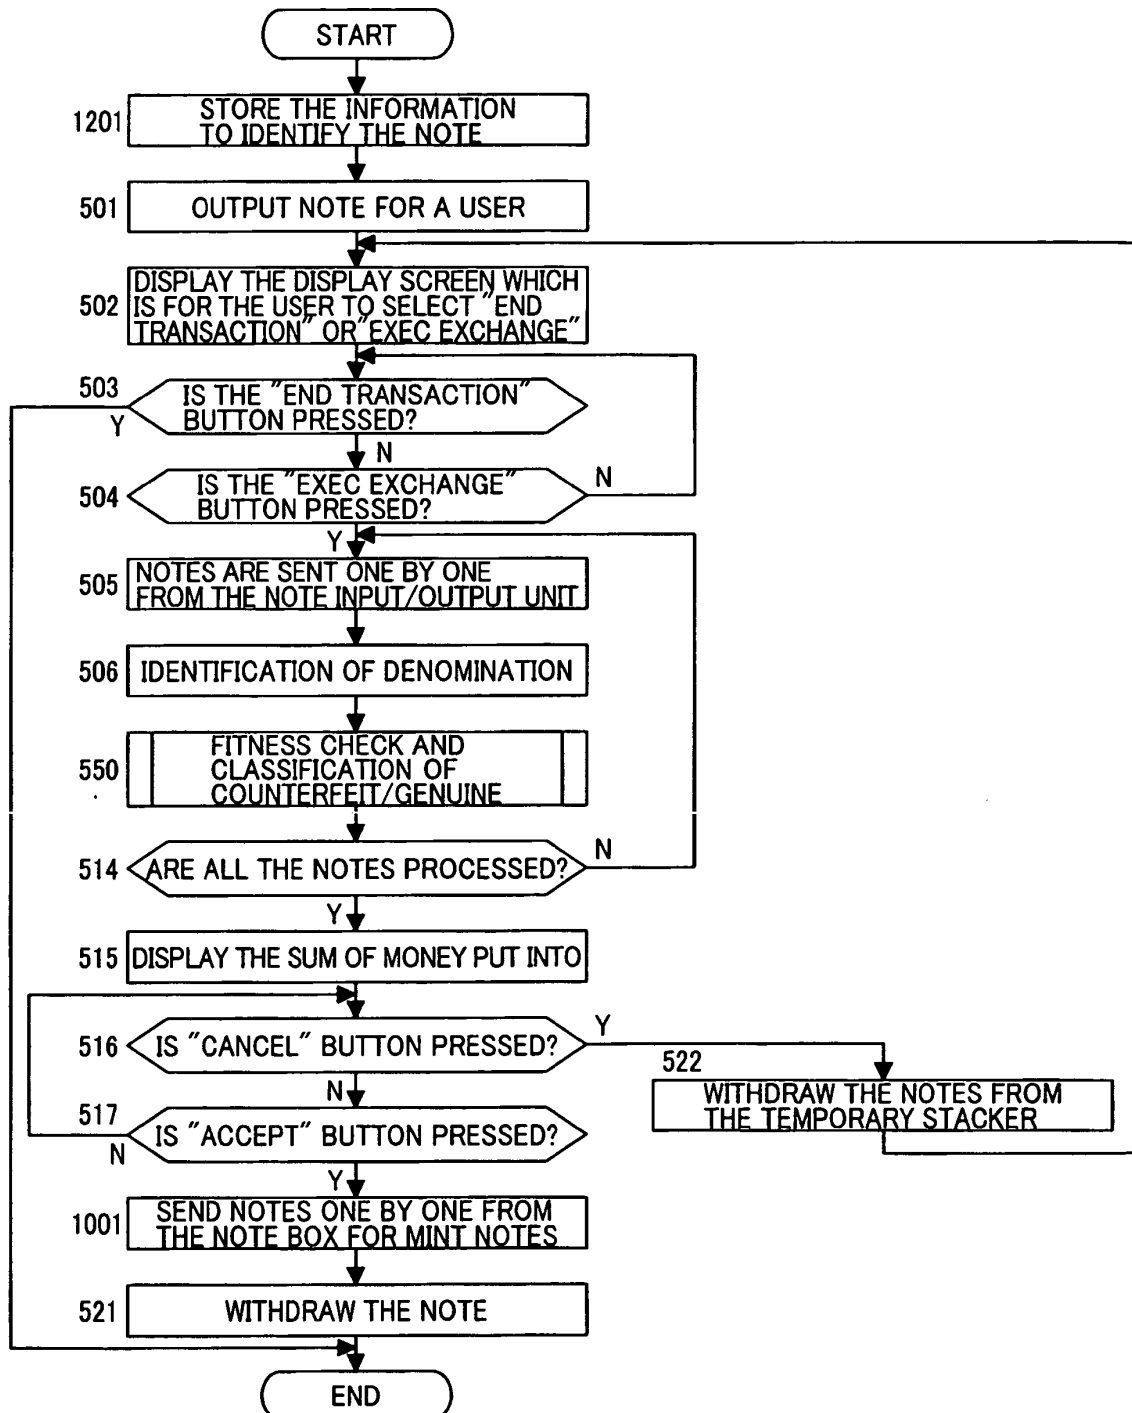 START
1201
STORE THE INFORMATION
TO IDENTIFY THE NOTE
501
OUTPUT NOTE FOR A USER
502
DISPLAY THE DISPLAY SCREEN WHICH
IS FOR THE USER TO SELECT "END
TRANSACTION" OR"EXEC EXCHANGE"
503
IS THE "END TRANSACTION"
BUTTON PRESSED?
Y
N
504
IS THE "EXEC EXCHANGE"
BUTTON PRESSED?
N
Y
505
NOTES ARE SENT ONE BY ONE
FROM THE NOTE INPUT/OUTPUT UNIT
506
IDENTIFICATION OF DENOMINATION
550
FITNESS CHECK AND
CLASSIFICATION OF
COUNTERFEIT/GENUINE
514
ARE ALL THE NOTES PROCESSED?
N
Y
515
DISPLAY THE SUM OF MONEY PUT INTO
516
IS "CANCEL" BUTTON PRESSED?
Y
N
522
WITHDRAW THE NOTES FROM
THE TEMPORARY STACKER
517
IS "ACCEPT" BUTTON PRESSED?
N
Y
1001
SEND NOTES ONE BY ONE FROM
THE NOTE BOX FOR MINT NOTES
521
WITHDRAW THE NOTE
END